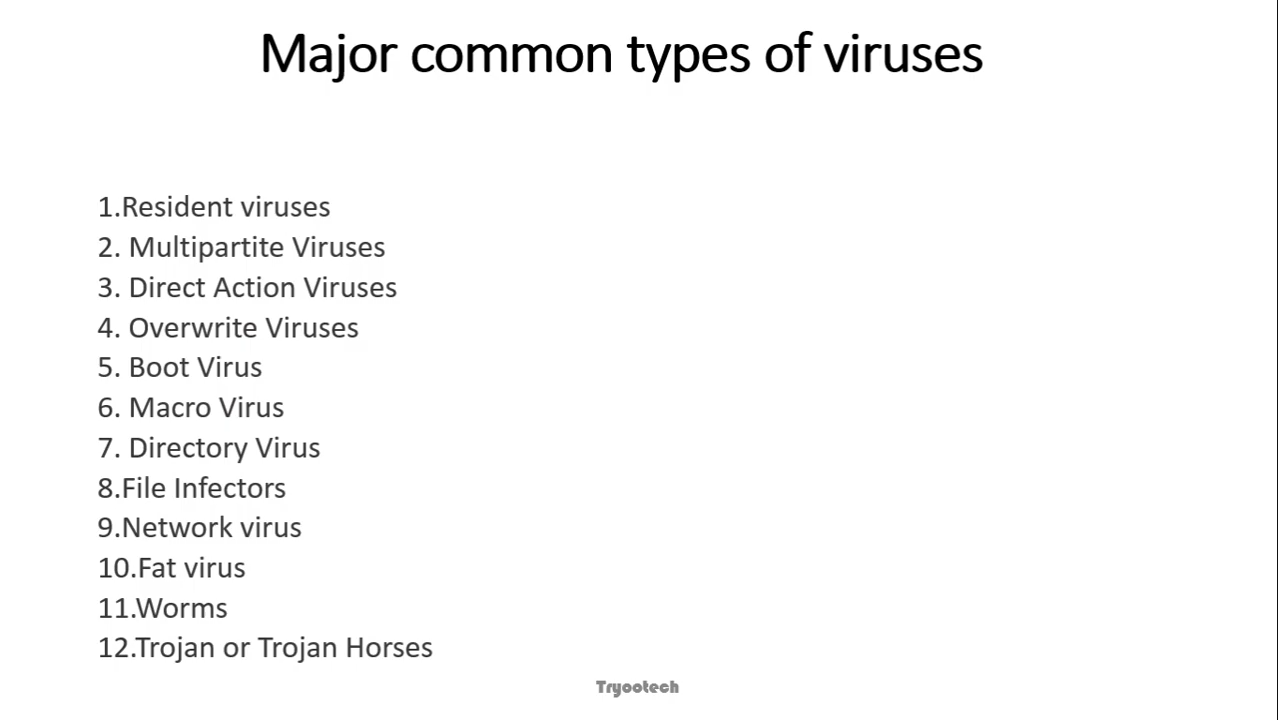 Major common types of viruses
1.Resident viruses
2. Multipartite Viruses
3. Direct Action Viruses
4. Overwrite Viruses
5. Boot Virus
6. Macro Virus
7. Directory Virus
8.File Infectors
9.Network virus
10.Fat virus
11.Worms
12.Trojan or Trojan Horses
Tryootech